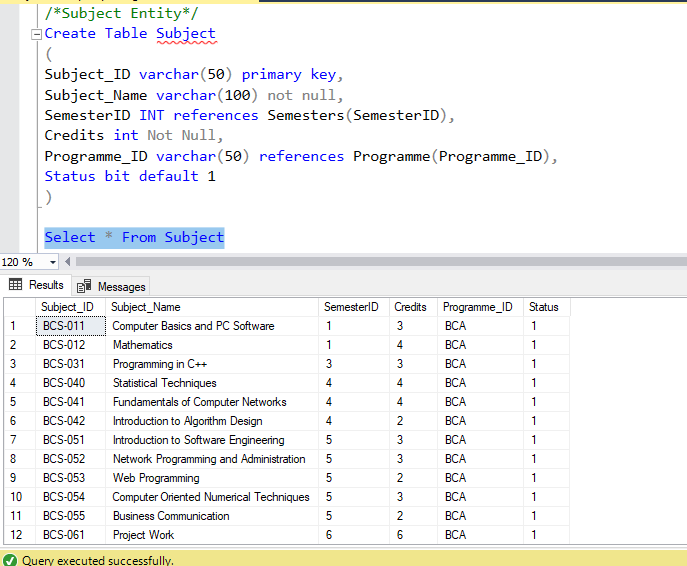 /*Subject Entity*/
Create Table Subject
(
Subject_ID varchar(50) primary key,
Subject_Name varchar(100) not null,
SemesterID INT references Semesters(SemesterID),
Credits int Not Null,
Programme_ID varchar(50) references Programme(Programme_ID),
Status bit default 1
)
Select * From Subject
120 %
Results Messages
Subject_ID Subject_Name SemesterID Credits Programme_ID Status
1 BCS-011 Computer Basics and PC Software 1 3 BCA 1
2 BCS-012 Mathematics 1 4 BCA 1
3 BCS-031 Programming in C++ 3 3 BCA 1
4 BCS-040 Statistical Techniques 4 4 BCA 1
5 BCS-041 Fundamentals of Computer Networks 4 4 BCA 1
6 BCS-042 Introduction to Algorithm Design 4 2 BCA 1
7 BCS-051 Introduction to Software Engineering 5 3 BCA 1
8 BCS-052 Network Programming and Administration 5 3 BCA 1
9 BCS-053 Web Programming 5 2 BCA 1
10 BCS-054 Computer Oriented Numerical Techniques 5 3 BCA 1
11 BCS-055 Business Communication 5 2 BCA 1
12 BCS-061 Project Work 6 6 BCA 1
Query executed successfully.